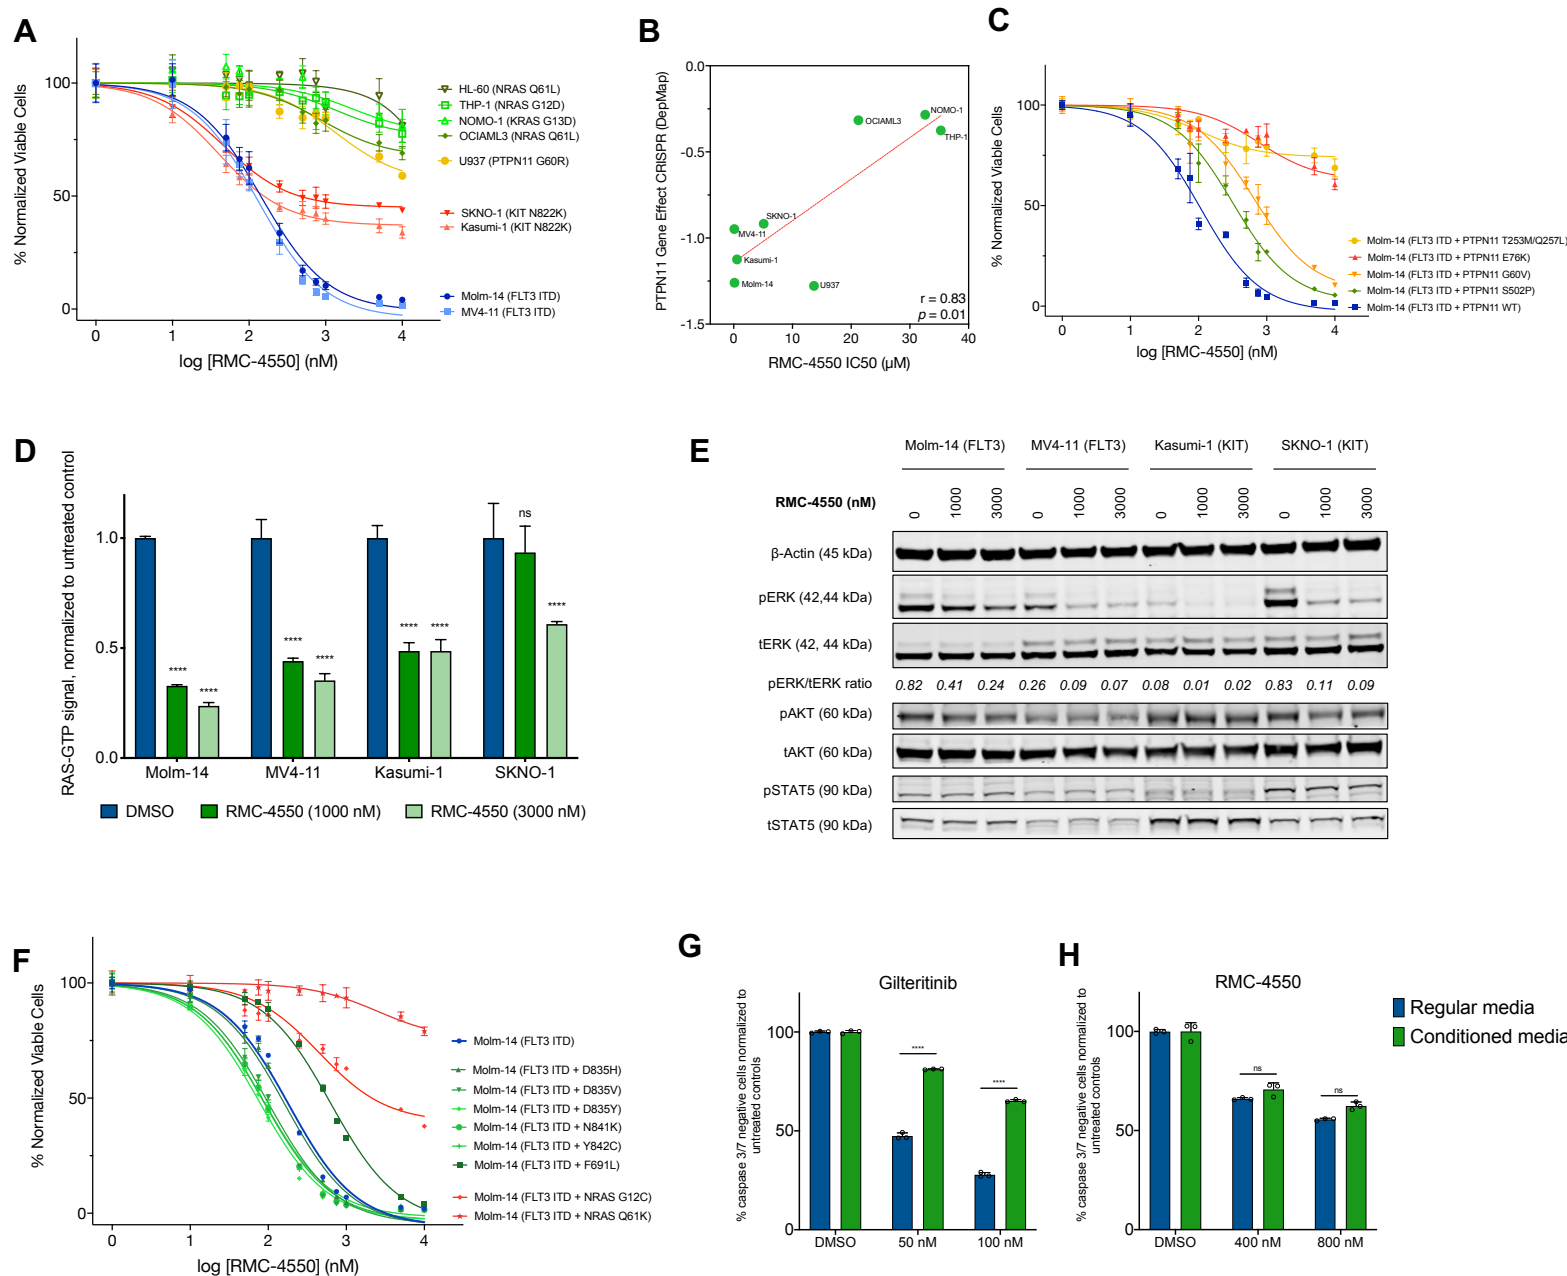 A
% Normalized Viable Cells
100
50
0
0
1
2
3
4
log [RMC-4550] (nM)
HL-60 (NRAS Q61L)
THP-1 (NRAS G12D)
NOMO-1 (KRAS G13D)
OCIAML3 (NRAS Q61L)
U937 (PTPN11 G60R)
SKNO-1 (KIT N822K)
Kasumi-1 (KIT N822K)
Molm-14 (FLT3 ITD)
MV4-11 (FLT3 ITD)
B
PTPN11 Gene Effect CRISPR (DepMap)
0.0
-0.5
-1.0
-1.5
0
10
20
30
40
RMC-4550 IC50 (µM)
NOMO-1
OCIAML3
THP-1
SKNO-1
MV4-11
Kasumi-1
Molm-14
U937
r = 0.83
p = 0.01
C
% Normalized Viable Cells
100
50
0
0
1
2
3
4
log [RMC-4550] (nM)
Molm-14 (FLT3 ITD + PTPN11 T253M/Q257L)
Molm-14 (FLT3 ITD + PTPN11 E76K)
Molm-14 (FLT3 ITD + PTPN11 G60V)
Molm-14 (FLT3 ITD + PTPN11 S502P)
Molm-14 (FLT3 ITD + PTPN11 WT)
D
RAS-GTP signal, normalized to untreated control
1.0
0.5
0.0
****
****
****
****
****
****
ns
****
Molm-14
MV4-11
Kasumi-1
SKNO-1
DMSO
RMC-4550 (1000 nM)
RMC-4550 (3000 nM)
E
Molm-14 (FLT3) MV4-11 (FLT3) Kasumi-1 (KIT) SKNO-1 (KIT)
RMC-4550 (nM) 0 1000 3000 0 1000 3000 0 1000 3000 0 1000 3000
β-Actin (45 kDa)
pERK (42,44 kDa)
tERK (42, 44 kDa)
pERK/tERK ratio 0.82 0.41 0.24 0.26 0.09 0.07 0.08 0.01 0.02 0.83 0.11 0.09
pAKT (60 kDa)
tAKT (60 kDa)
pSTAT5 (90 kDa)
tSTAT5 (90 kDa)
F
% Normalized Viable Cells
100
50
0
0
1
2
3
4
log [RMC-4550] (nM)
Molm-14 (FLT3 ITD)
Molm-14 (FLT3 ITD + D835H)
Molm-14 (FLT3 ITD + D835V)
Molm-14 (FLT3 ITD + D835Y)
Molm-14 (FLT3 ITD + N841K)
Molm-14 (FLT3 ITD + Y842C)
Molm-14 (FLT3 ITD + F691L)
Molm-14 (FLT3 ITD + NRAS G12C)
Molm-14 (FLT3 ITD + NRAS Q61K)
G
Gilteritinib
% caspase 3/7 negative cells normalized to
untreated controls
100
50
0
****
****
DMSO
50 nM
100 nM
H
RMC-4550
% caspase 3/7 negative cells normalized to
untreated controls
100
50
0
ns
ns
DMSO
400 nM
800 nM
Regular media
Conditioned media